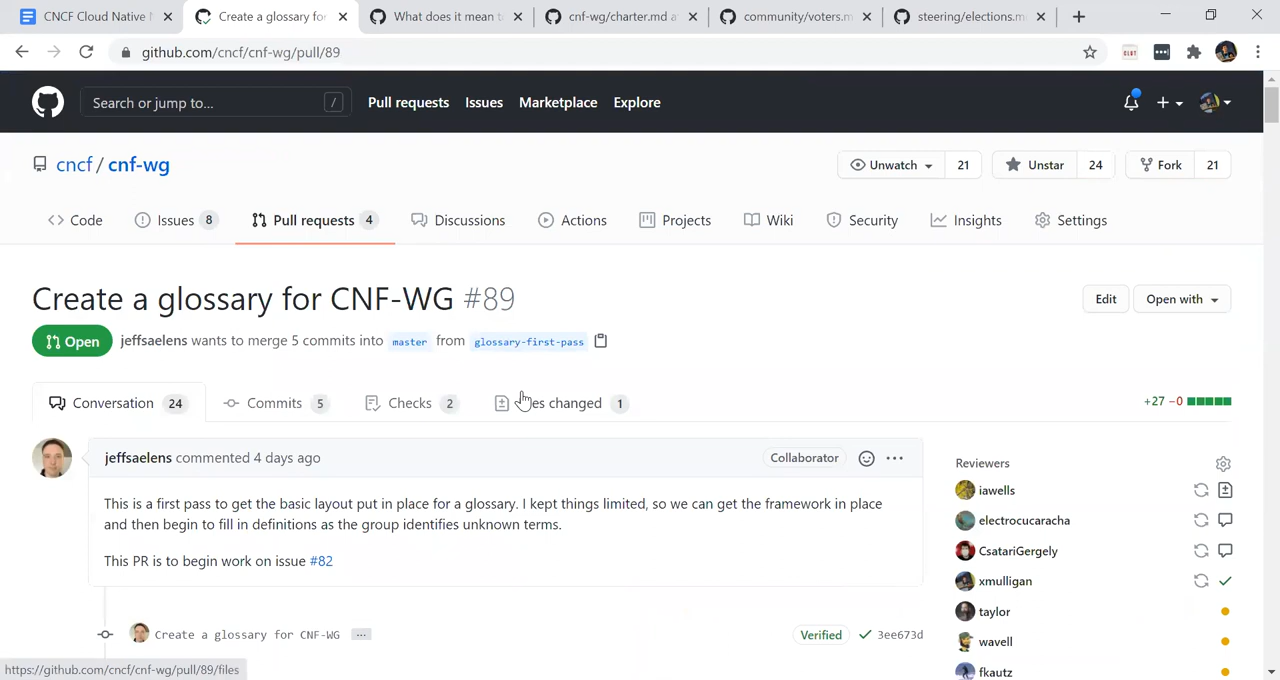 CNCF Cloud Native
Create a glossary fo
What does it mean t
cnf-wg/charter.md a
community/voters.m
steering/elections.m
github.com/cncf/cnf-wg/pull/89
Search or jump to...
/
Pull requests
Issues
Marketplace
Explore
cncf / cnf-wg
Unwatch
21
Unstar
24
Fork
21
Code
Issues 8
Pull requests 4
Discussions
Actions
Projects
Wiki
Security
Insights
Settings
Create a glossary for CNF-WG #89
Edit
Open with
Open
jeffsaelens wants to merge 5 commits into master from glossary-first-pass
Conversation 24
Commits 5
Checks 2
es changed 1
+27 −0
jeffsaelens commented 4 days ago
Collaborator
This is a first pass to get the basic layout put in place for a glossary. I kept things limited, so we can get the framework in place
and then begin to fill in definitions as the group identifies unknown terms.
This PR is to begin work on issue #82
Create a glossary for CNF-WG
Verified
3ee673d
Reviewers
iawells
electrocucaracha
CsatariGergely
xmulligan
taylor
wavell
fkautz
https://github.com/cncf/cnf-wg/pull/89/files